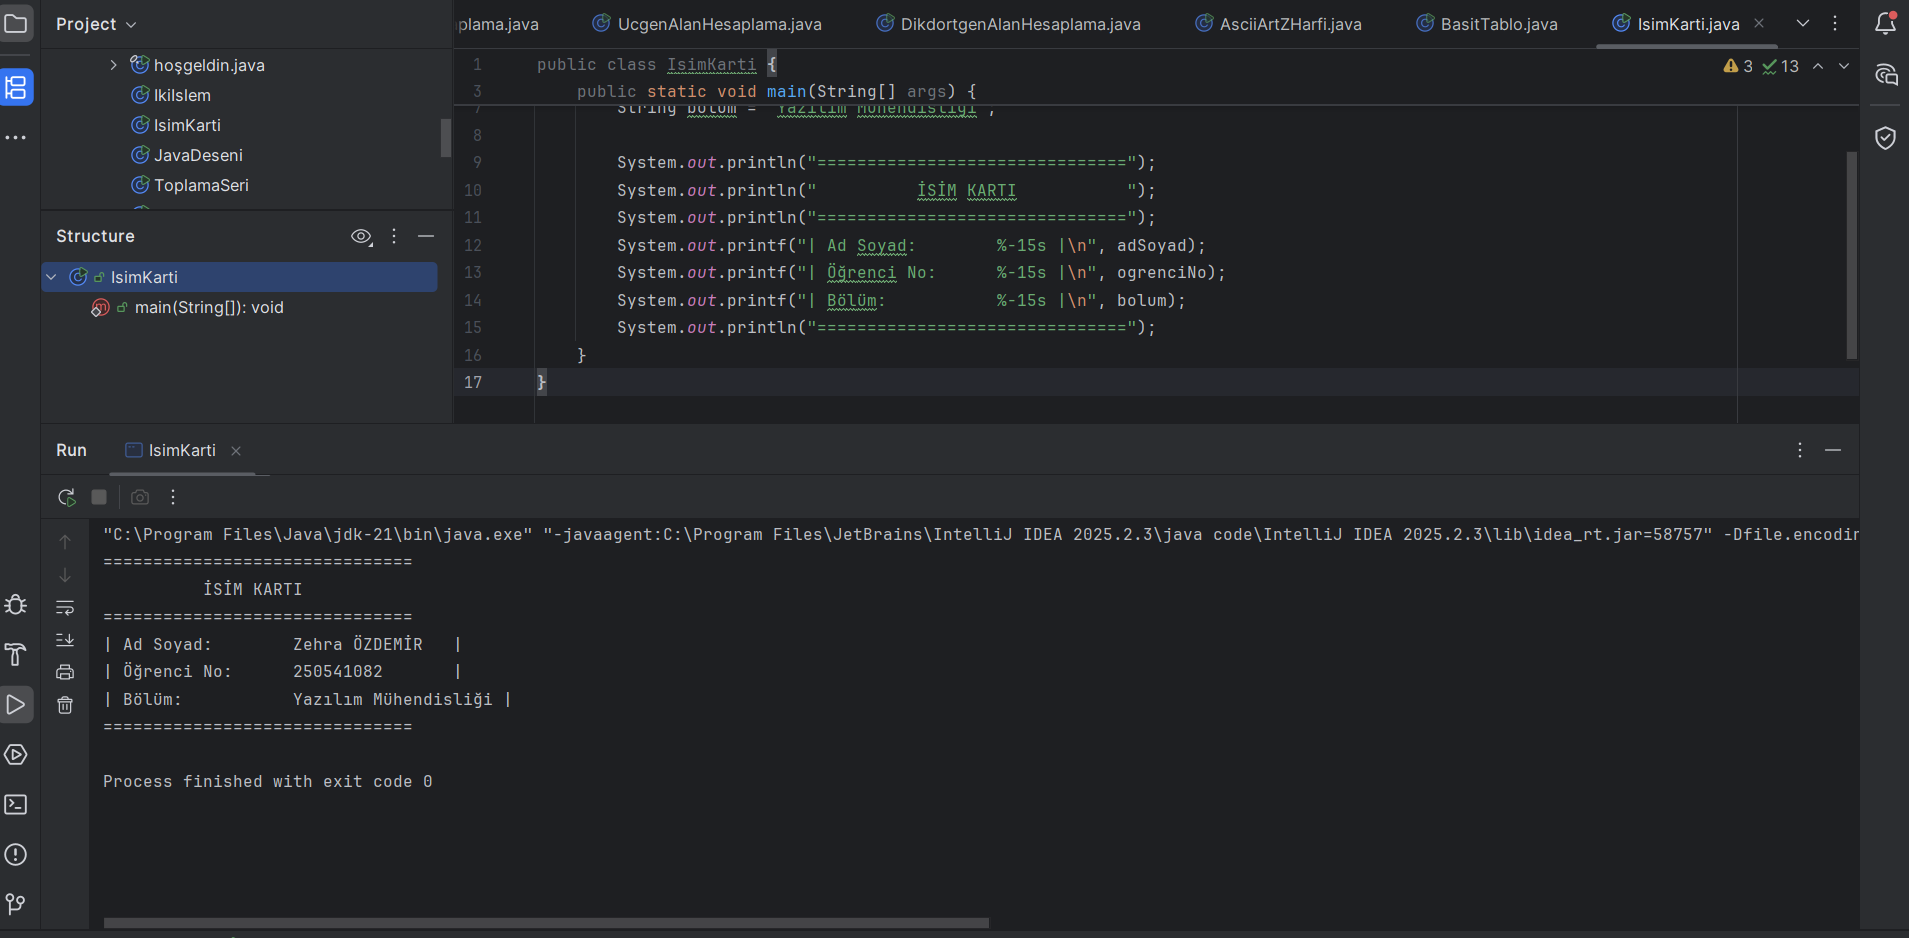 Project
plama.java UcgenAlanHesaplama.java DikdortgenAlanHesaplama.java AsciiArtZHarfi.java BasitTablo.java IsimKarti.java
hoşgeldin.java
IkiIslem
IsimKarti
JavaDeseni
ToplamaSeri
Structure
IsimKarti
main(String[]): void
3 13
1 public class IsimKarti {
3 public static void main(String[] args) {
7 String bolum = "Yazılım Mühendisliği";
8
9 System.out.println("===============================");
10 System.out.println("           İSİM KARTI           ");
11 System.out.println("===============================");
12 System.out.printf("| Ad Soyad:        %-15s |\n", adSoyad);
13 System.out.printf("| Öğrenci No:      %-15s |\n", ogrenciNo);
14 System.out.printf("| Bölüm:           %-15s |\n", bolum);
15 System.out.println("===============================");
16 }
17 }
Run IsimKarti
"C:\Program Files\Java\jdk-21\bin\java.exe" "-javaagent:C:\Program Files\JetBrains\IntelliJ IDEA 2025.2.3\java code\IntelliJ IDEA 2025.2.3\lib\idea_rt.jar=58757" -Dfile.encodin
===============================
İSİM KARTI
===============================
| Ad Soyad:        Zehra ÖZDEMİR   |
| Öğrenci No:      250541082       |
| Bölüm:           Yazılım Mühendisliği |
===============================
Process finished with exit code 0